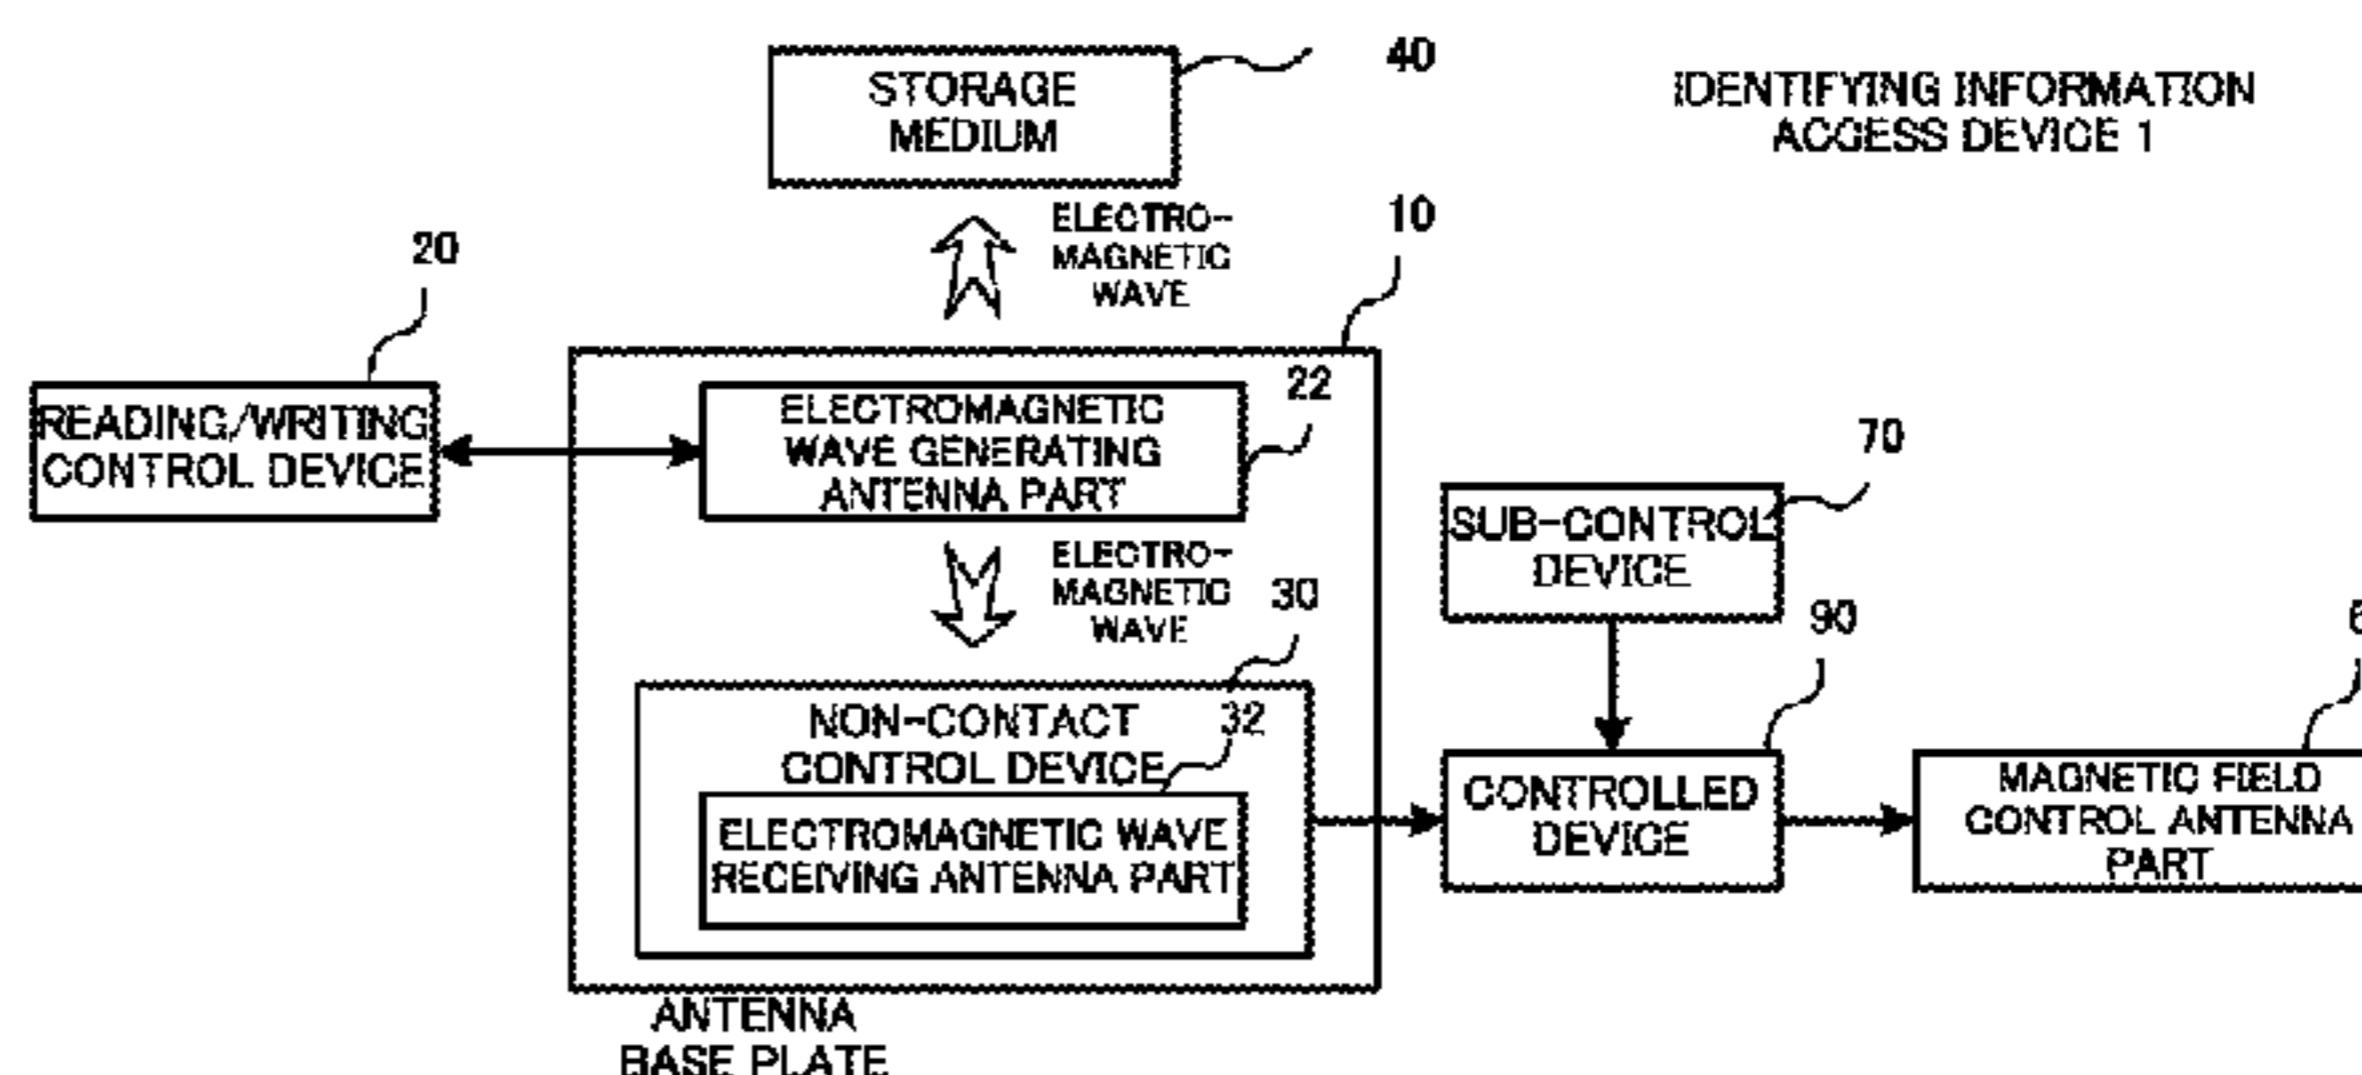 40
STORAGE
MEDIUM
IDENTIFYING INFORMATION
ACCESS DEVICE 1
ELECTRO-
MAGNETIC
WAVE
10
20
22
READING/WRITING
CONTROL DEVICE
ELECTROMAGNETIC
WAVE GENERATING
ANTENNA PART
70
SUB-CONTROL
DEVICE
ELECTRO-
MAGNETIC
WAVE
30
90
NON-CONTACT
CONTROL DEVICE
32
ELECTROMAGNETIC WAVE
RECEIVING ANTENNA PART
CONTROLLED
DEVICE
MAGNETIC FIELD
CONTROL ANTENNA
PART
ANTENNA
BASE PLATE